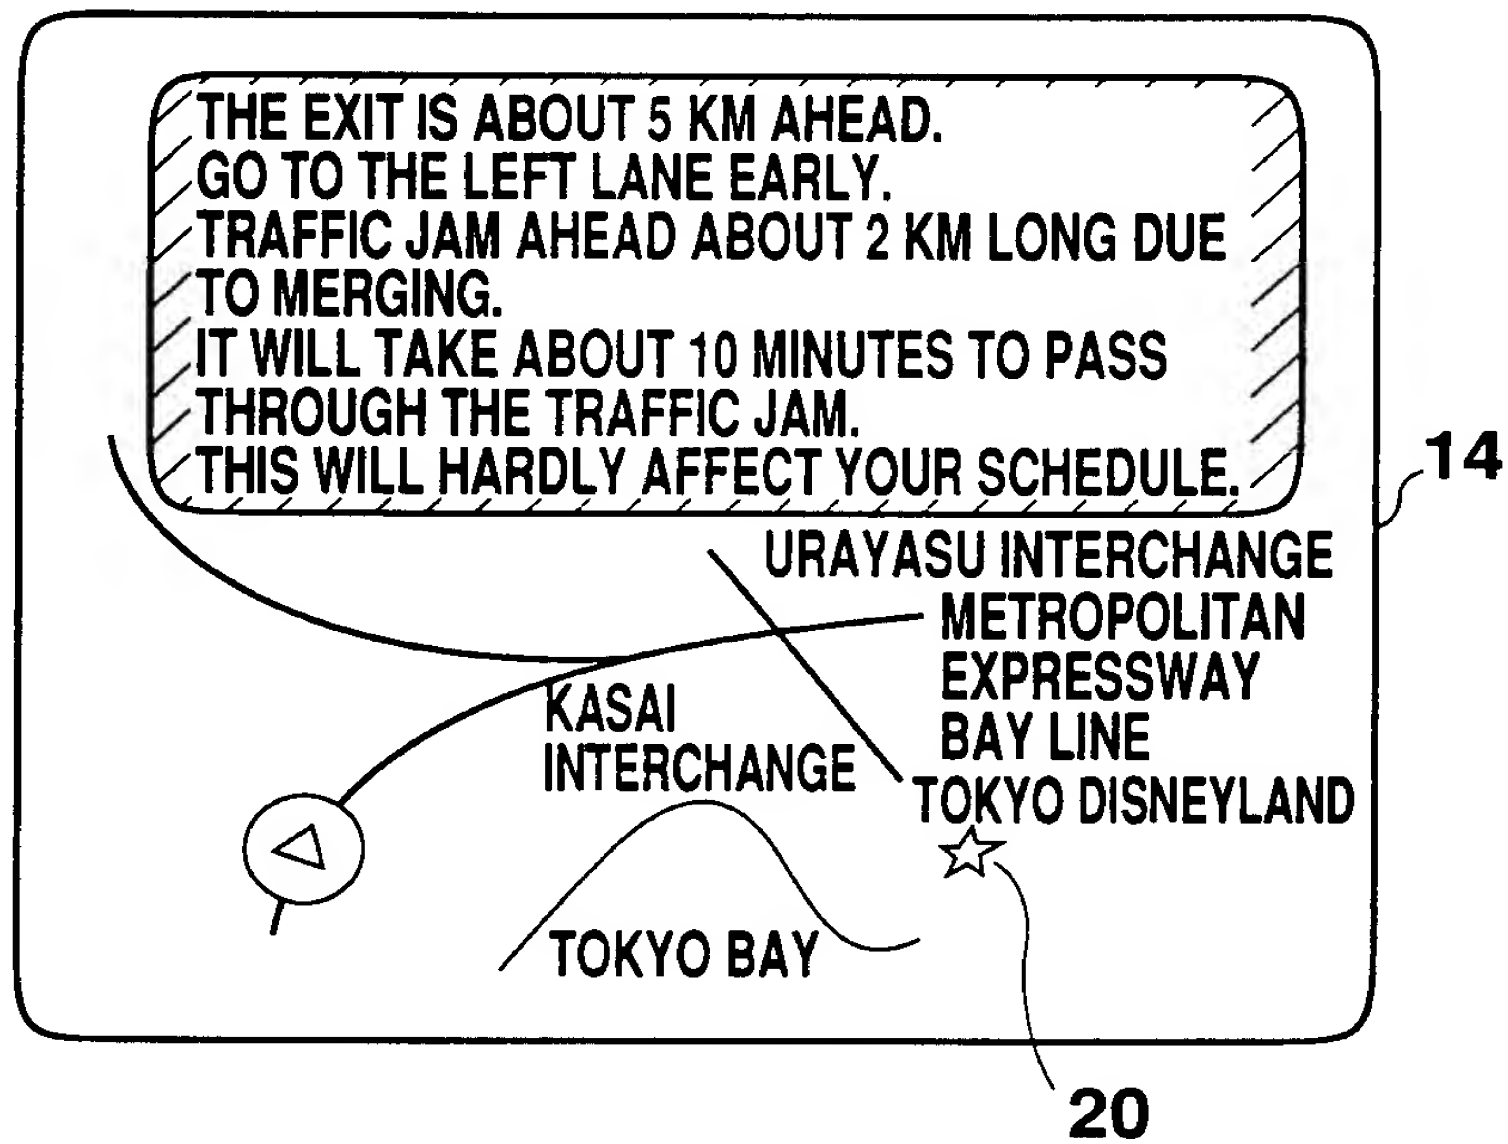 THE EXIT IS ABOUT 5 KM AHEAD.
GO TO THE LEFT LANE EARLY.
TRAFFIC JAM AHEAD ABOUT 2 KM LONG DUE
TO MERGING.
IT WILL TAKE ABOUT 10 MINUTES TO PASS
THROUGH THE TRAFFIC JAM.
THIS WILL HARDLY AFFECT YOUR SCHEDULE.
14
URAYASU INTERCHANGE
METROPOLITAN
EXPRESSWAY
BAY LINE
KASAI
INTERCHANGE
TOKYO DISNEYLAND
TOKYO BAY
20